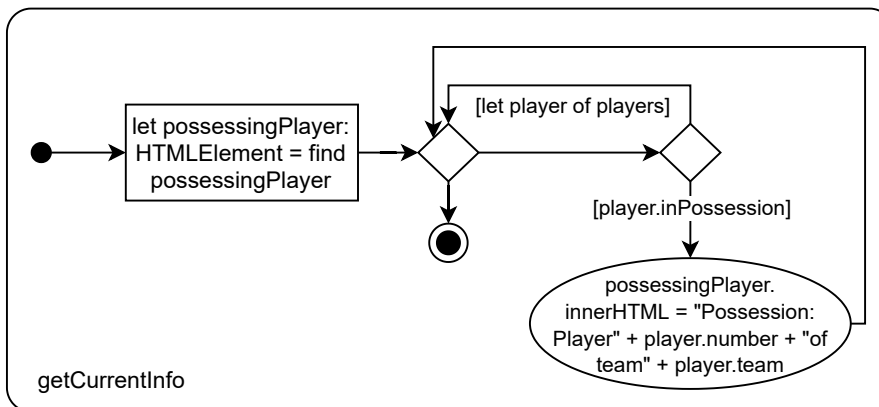 [let player of players]
let possessingPlayer:
HTMLElement = find
possessingPlayer
[player.inPossession]
possessingPlayer.
innerHTML = "Possession:
Player" + player.number + "of
team" + player.team
getCurrentInfo